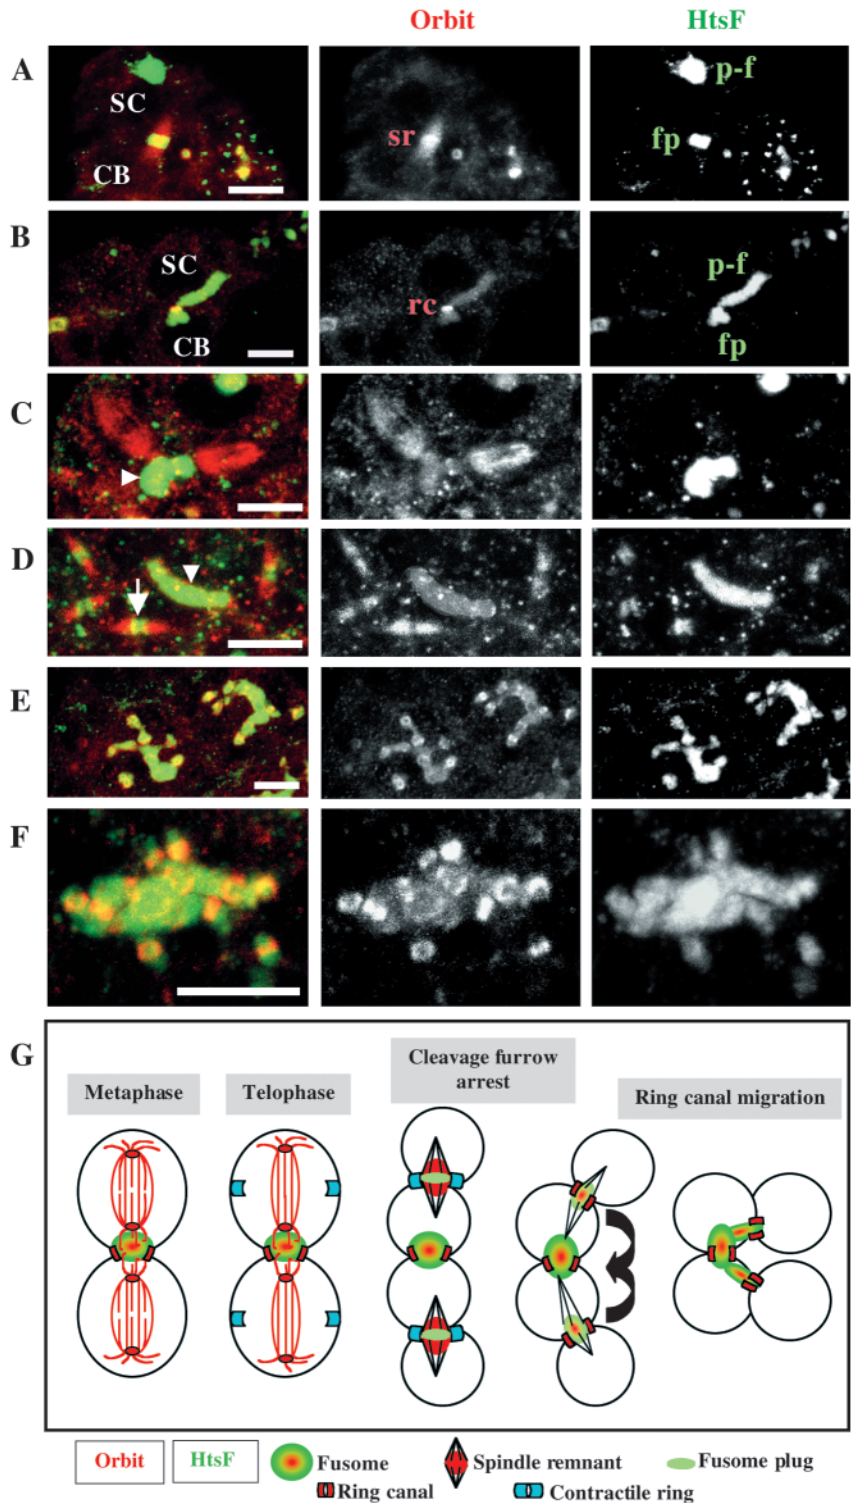 Orbit HtsF
A
SC
CB
sr
p-f
fp
B
SC
CB
rc
p-f
fp
C
D
E
F
G
Metaphase
Telophase
Cleavage furrow
arrest
Ring canal migration
Orbit HtsF Fusome Spindle remnant Fusome plug
Ring canal Contractile ring